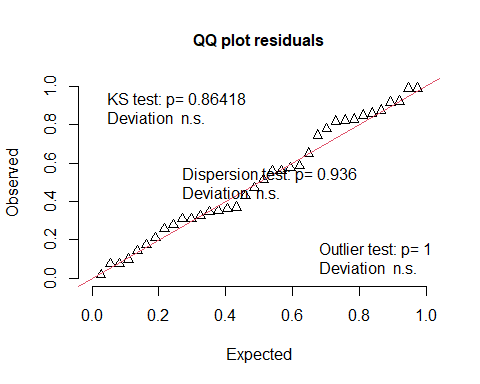 QQ plot residuals
KS test: p= 0.86418
Deviation n.s.
Dispersion test: p= 0.936
Deviation n.s.
Outlier test: p= 1
Deviation n.s.
Observed
0.0 0.2 0.4 0.6 0.8 1.0
0.0 0.2 0.4 0.6 0.8 1.0
Expected